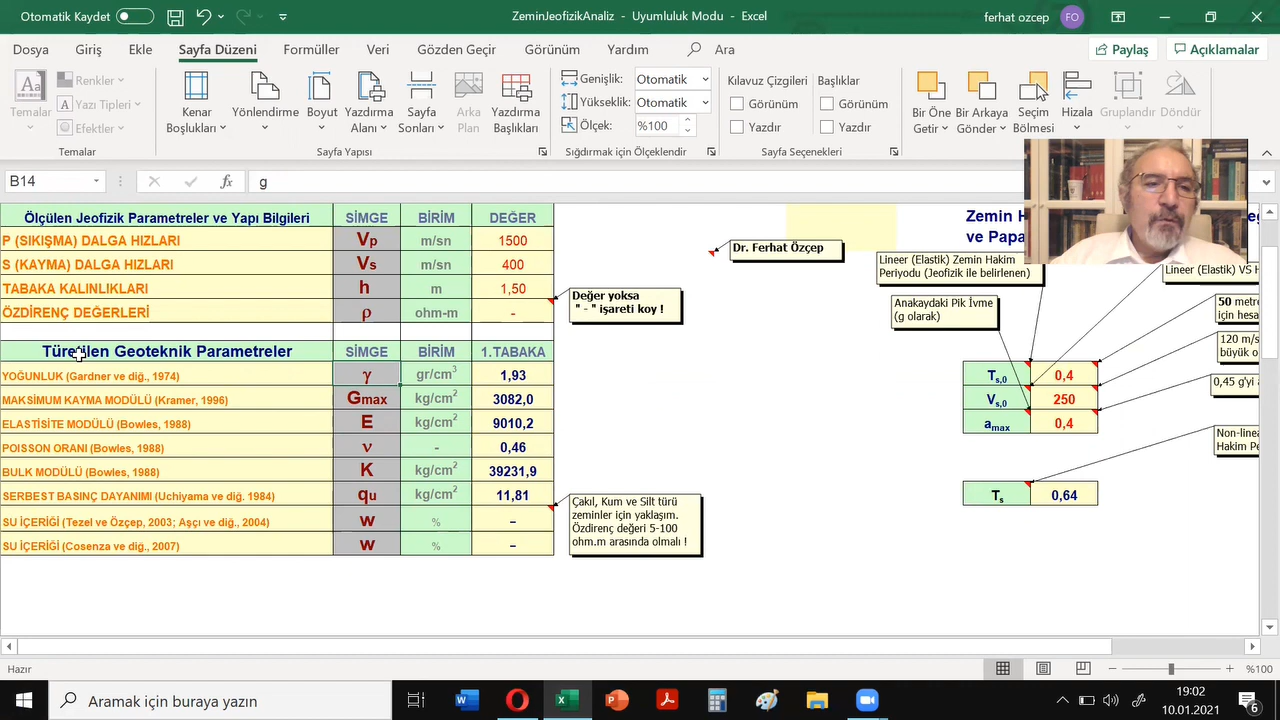 Otomatik Kaydet
ZeminJeofizikAnaliz - Uyumluluk Modu - Excel
ferhat ozcep
FO
Dosya Giriş Ekle Sayfa Düzeni Formüller Veri Gözden Geçir Görünüm Yardım Ara
Paylaş
Açıklamalar
Temalar
Renkler
Yazı Tipleri
Efektler
Kenar Boşlukları
Yönlendirme
Boyut
Yazdırma Alanı
Sayfa Sonları
Arka Plan
Yazdırma Başlıkları
Genişlik: Otomatik
Yükseklik: Otomatik
Ölçek: %100
Kılavuz Çizgileri
Görünüm
Yazdır
Başlıklar
Görünüm
Yazdır
Bir Öne Getir
Bir Arkaya Gönder
Seçim Bölmesi
Hizala
Gruplandır
Döndür
Temalar
Sayfa Yapısı
Sığdırmak için Ölçeklendir
Sayfa Seçenekleri
B14
fx
g
Ölçülen Jeofizik Parametreler ve Yapı Bilgileri SİMGE BİRİM DEĞER
P (SIKIŞMA) DALGA HIZLARI Vp m/sn 1500
S (KAYMA) DALGA HIZLARI Vs m/sn 400
TABAKA KALINLIKLARI h m 1,50
ÖZDİRENÇ DEĞERLERİ ρ ohm-m -
Türetilen Geoteknik Parametreler SİMGE BİRİM 1.TABAKA
YOĞUNLUK (Gardner ve diğ., 1974) γ gr/cm³ 1,93
MAKSİMUM KAYMA MODÜLÜ (Kramer, 1996) Gmax kg/cm² 3082,0
ELASTİSİTE MODÜLÜ (Bowles, 1988) E kg/cm² 9010,2
POISSON ORANI (Bowles, 1988) ν - 0,46
BULK MODÜLÜ (Bowles, 1988) K kg/cm² 39231,9
SERBEST BASINÇ DAYANIMI (Uchiyama ve diğ. 1984) qu kg/cm² 11,81
SU İÇERİĞİ (Tezel ve Özçep, 2003; Aşçı ve diğ., 2004) w % –
SU İÇERİĞİ (Cosenza ve diğ., 2007) w % –
Değer yoksa
" - " işareti koy !
Çakıl, Kum ve Silt türü
zeminler için yaklaşım.
Özdirenç değeri 5-100
ohm.m arasında olmalı !
Dr. Ferhat Özçep
Zemin H
ve Papa
Lineer (Elastik) Zemin Hakim
Periyodu (Jeofizik ile belirlenen)
Lineer (Elastik) VS H
Anakaydaki Pik İvme
(g olarak)
50 metre
için hesa
120 m/s
büyük o
0,45 g'yi a
Non-linea
Hakim Pe
Ts,0 0,4
Vs,0 250
amax 0,4
Ts 0,64
Hazır
%100
Aramak için buraya yazın
19:02
10.01.2021
6